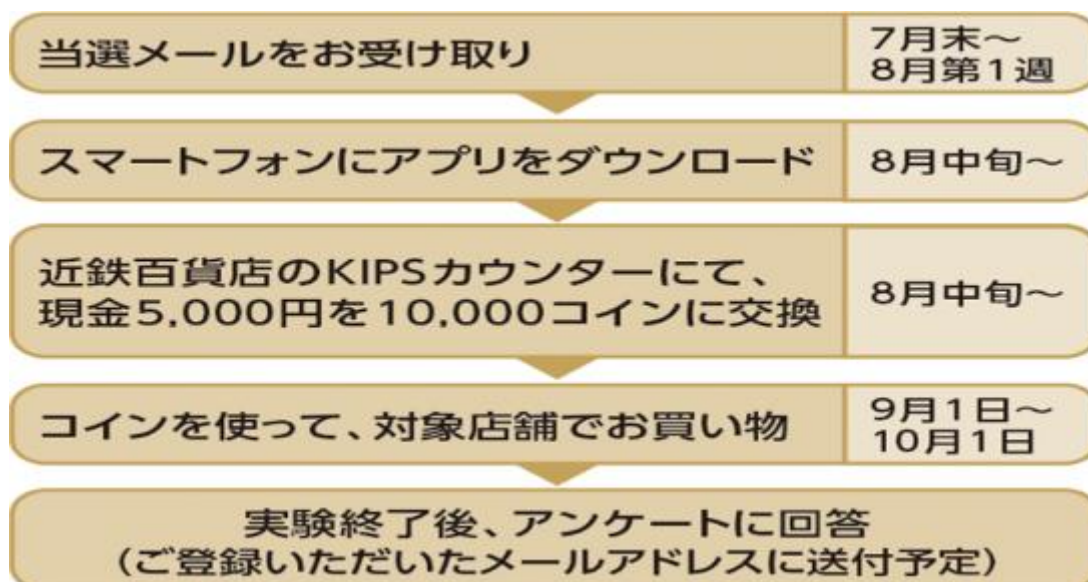 当選メールをお受け取り
7月末～
8月第1週
スマートフォンにアプリをダウンロード
8月中旬～
近鉄百貨店のKIPSカウンターにて、
現金5,000円を10,000コインに交換
8月中旬～
コインを使って、対象店舗でお買い物
9月1日～
10月1日
実験終了後、アンケートに回答
（ご登録いただいたメールアドレスに送付予定）